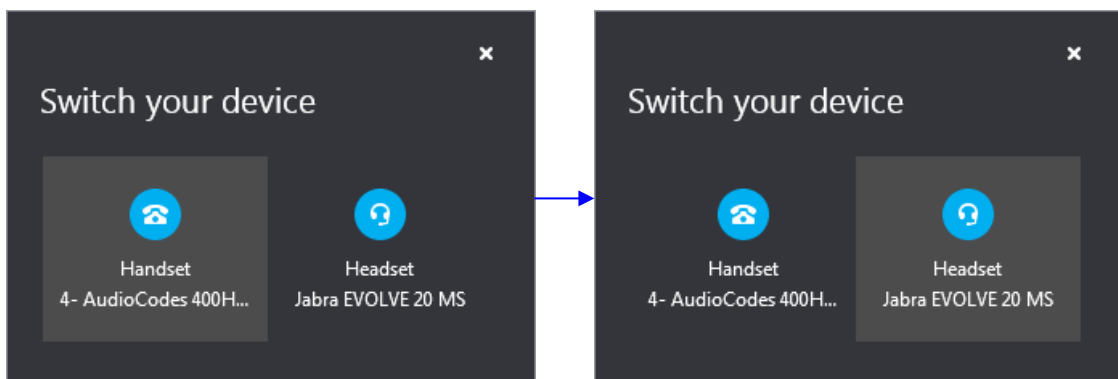 Switch your device
Handset
4- AudioCodes 400H...
Headset
Jabra EVOLVE 20 MS
Switch your device
Handset
4- AudioCodes 400H...
Headset
Jabra EVOLVE 20 MS